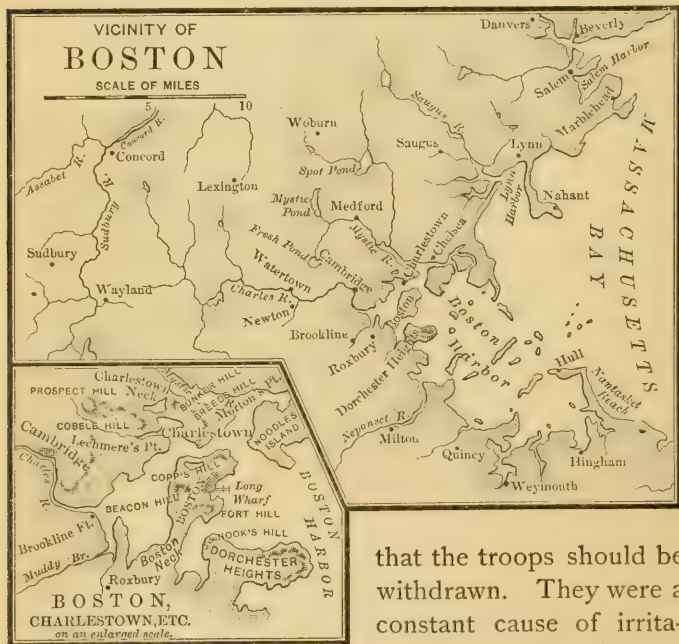 VICINITY OF
BOSTON
SCALE OF MILES
5 10
Danvers
Beverly
Salem
Salem Harbor
Marblehead
Saugus R.
Woburn
Saugus
Lynn
Lynn
Harbor
Nahant
Concord R.
Concord
Assabet R.
Sudbury R.
Lexington
Spot Pond
Mystic
Pond
Medford
Mystic R.
Charlestown
Chelsea
MASSACHUSETTS
BAY
Sudbury
Fresh Pond
Cambridge
Watertown
Wayland
Charles R.
Newton
Boston
Brookline
Roxbury
Dorchester Heights
Boston
Harbor
Hull
Nantasket
Beach
Neponset R.
Milton
Quincy
Hingham
Weymouth
Charlestown
Neck
Mystic R.
BUNKER HILL
BREEDS HILL
Morton's Pt.
PROSPECT HILL
COBBLE HILL
Charlestown
NOODLES
ISLAND
Cambridge
Lechmere's Pt.
Charles
R.
COPP'S HILL
BEACON HILL
BOSTON
Long
Wharf
FORT HILL
BOSTON
HARBOR
Brookline Ft.
NOOK'S HILL
Muddy Br.
Boston
Neck
DORCHESTER
HEIGHTS
Roxbury
BOSTON,
CHARLESTOWN, ETC.
on an enlarged scale.
that the troops should be
withdrawn. They were a
constant cause of irrita-